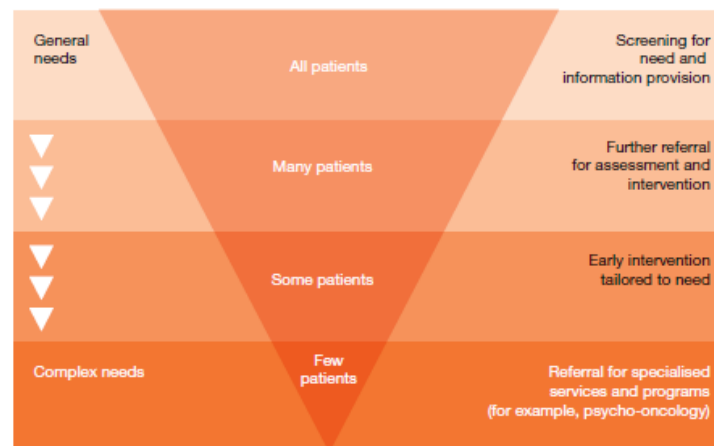 General
needs
All patients
Screening for
need and
information provision
Many patients
Further referral
for assessment and
intervention
Some patients
Early intervention
tailored to need
Complex needs
Few
patients
Referral for specialised
services and programs
(for example, psycho-oncology)